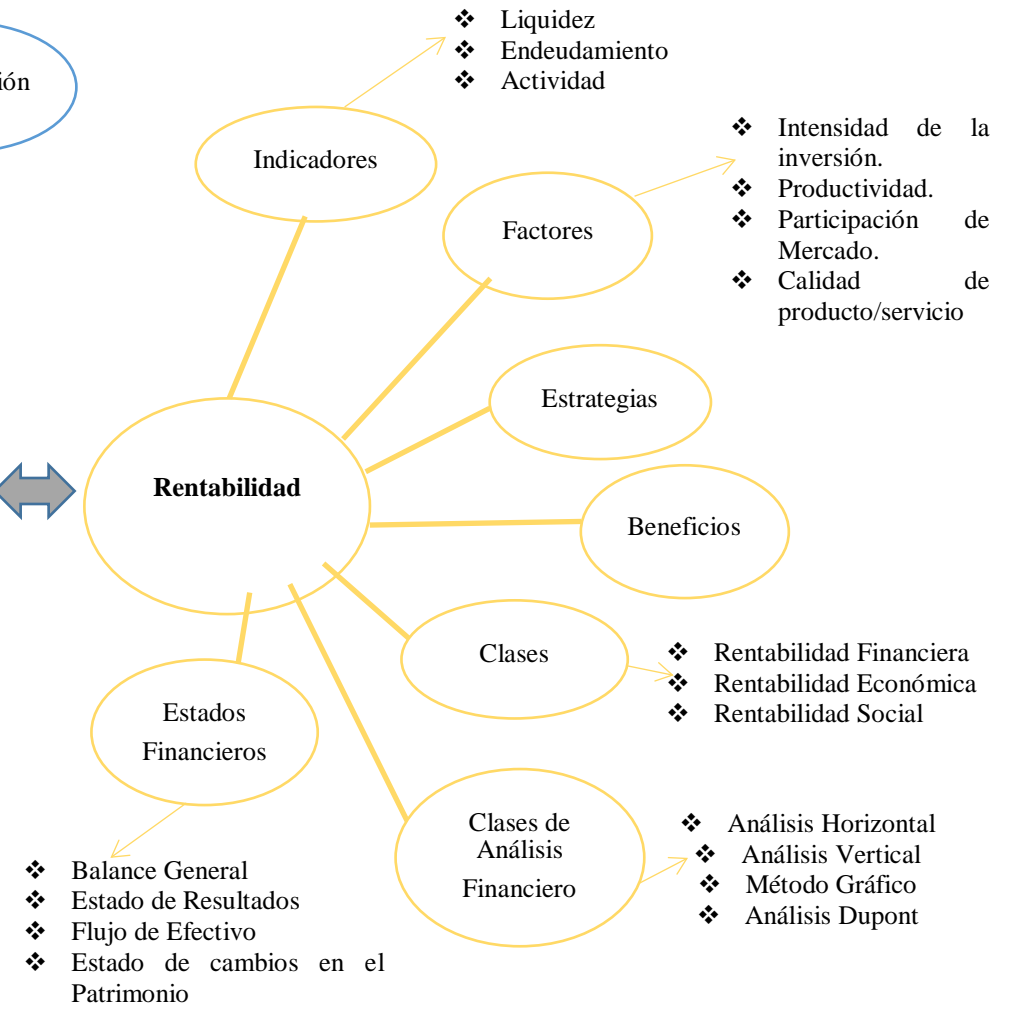 Liquidez
Endeudamiento
Actividad
ión
Indicadores
Intensidad de la
inversión.
Productividad.
Participación de
Mercado.
Calidad de
producto/servicio
Factores
Estrategias
Rentabilidad
Beneficios
Clases
Rentabilidad Financiera
Rentabilidad Económica
Rentabilidad Social
Estados
Financieros
Clases de
Análisis
Financiero
Análisis Horizontal
Análisis Vertical
Método Gráfico
Análisis Dupont
Balance General
Estado de Resultados
Flujo de Efectivo
Estado de cambios en el
Patrimonio